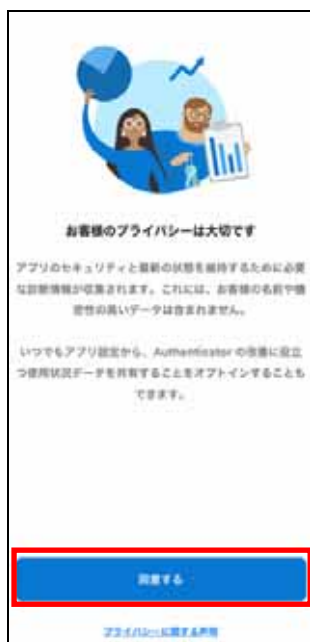 お客様のプライバシーは大切です
アプリのセキュリティと最新の状態を維持するために必要
な診断情報が収集されます。これには、お客様の名前や機
密性の高いデータは含まれません。
いつでもアプリ設定から、Authenticator の改善に役立
つ使用状況データを共有することをオプトインすることも
できます。
同意する
プライバシーに関する声明